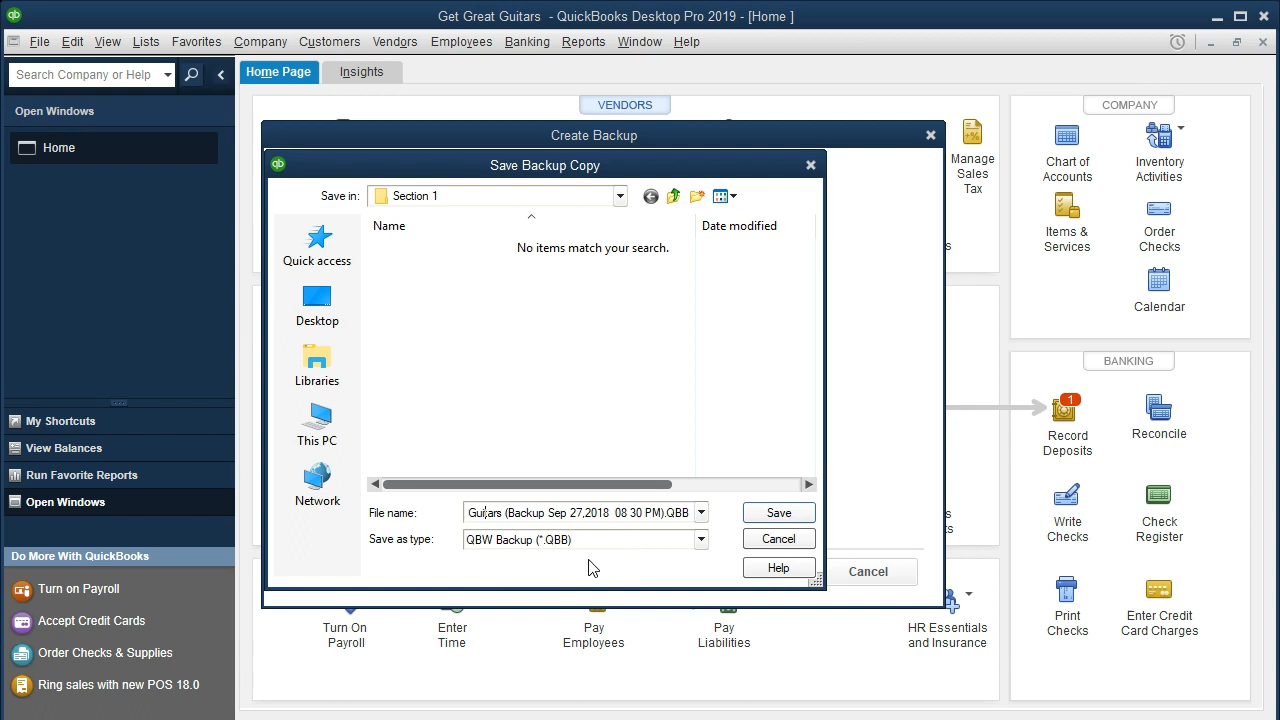 qb
Get Great Guitars - QuickBooks Desktop Pro 2019 - [Home ]
File Edit View Lists Favorites Company Customers Vendors Employees Banking Reports Window Help
Search Company or Help
Home Page
Insights
Open Windows
Home
VENDORS
COMPANY
Create Backup
Manage
Sales
Tax
Chart of
Accounts
Inventory
Activities
qb
Save Backup Copy
Save in:
Section 1
Name
Date modified
No items match your search.
Quick access
Desktop
Libraries
This PC
Network
Items &
Services
Order
Checks
s
Calendar
BANKING
1
Record
Deposits
Reconcile
My Shortcuts
View Balances
Run Favorite Reports
Open Windows
File name:
Guitars (Backup Sep 27,2018 08 30 PM).QBB
Save
Save as type:
QBW Backup (*.QBB)
Cancel
Help
Cancel
s
s
Write
Checks
Check
Register
Do More With QuickBooks
Turn on Payroll
Accept Credit Cards
Order Checks & Supplies
Ring sales with new POS 18.0
Turn On
Payroll
Enter
Time
Pay
Employees
Pay
Liabilities
HR Essentials
and Insurance
Print
Checks
Enter Credit
Card Charges